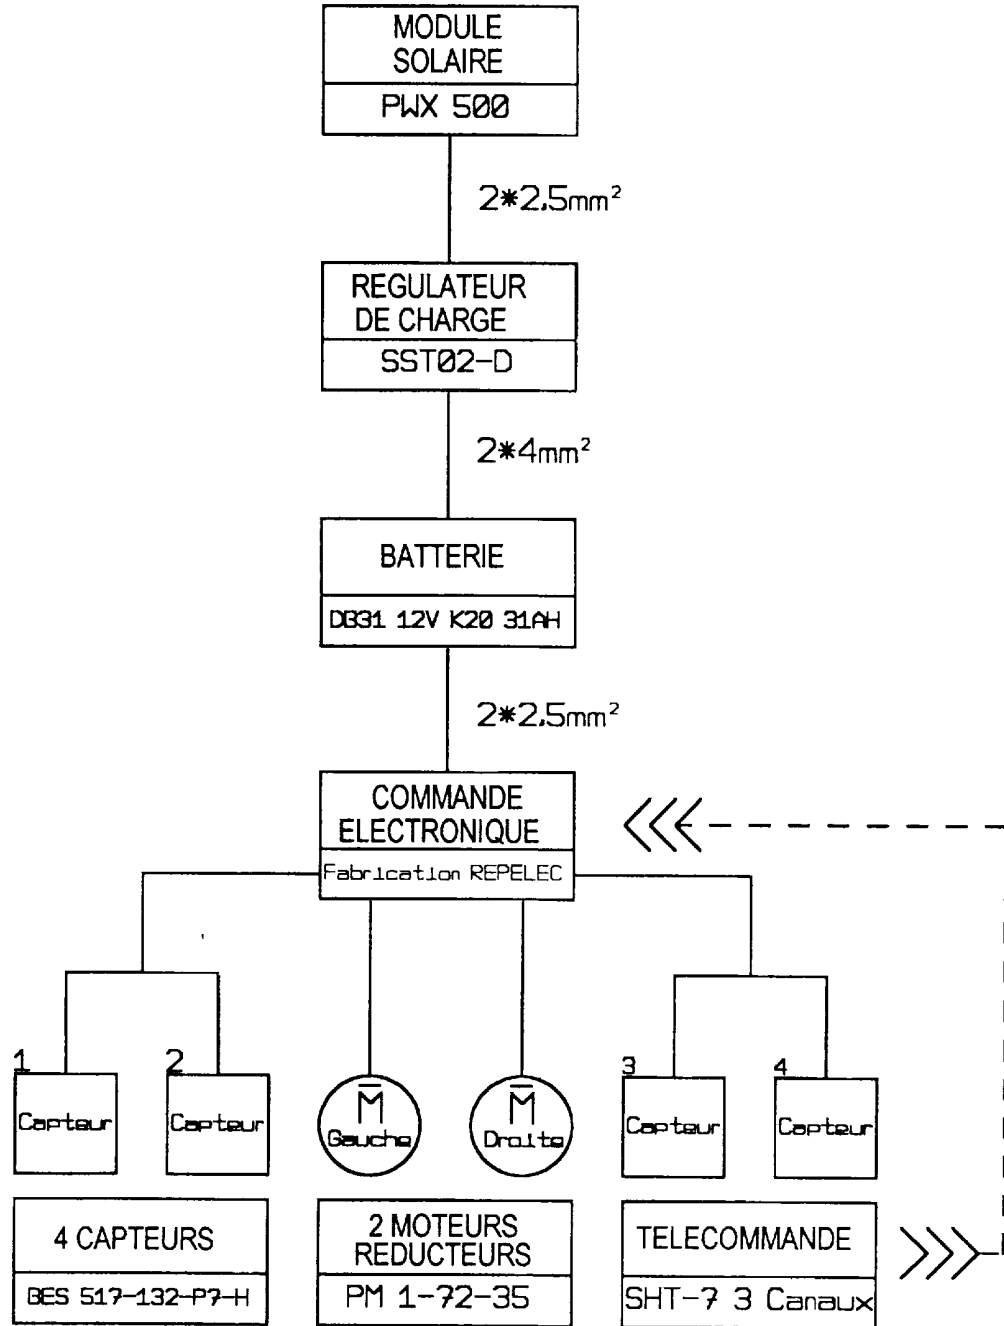 MODULE
SOLAIRE
PWX 500
2*2.5mm²
REGULATEUR
DE CHARGE
SST02-D
2*4mm²
BATTERIE
DB31 12V K20 31AH
2*2.5mm²
COMMANDE
ELECTRONIQUE
Fabrication REPELEC
1
Capteur
2
Capteur
M
Gauche
M
Droite
3
Capteur
4
Capteur
4 CAPTEURS
BES 517-132-P7-H
2 MOTEURS
REDUCTEURS
PM 1-72-35
TELECOMMANDE
SHT-7 3 Canaux